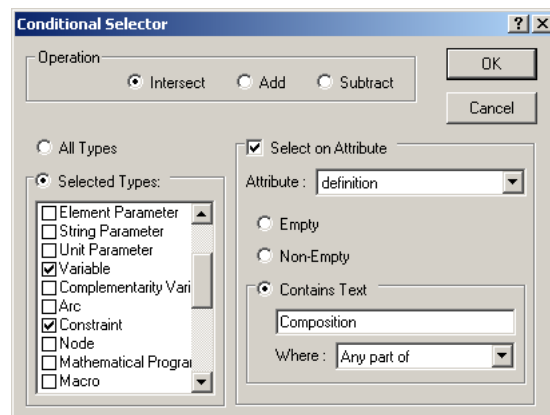 Conditional Selector
Operation
Intersect Add Subtract
OK
Cancel
All Types
Selected Types:
Element Parameter
String Parameter
Unit Parameter
Variable
Complementarity Vari
Arc
Constraint
Node
Mathematical Progra
Macro
Select on Attribute
Attribute : definition
Empty
Non-Empty
Contains Text
Composition
Where : Any part of